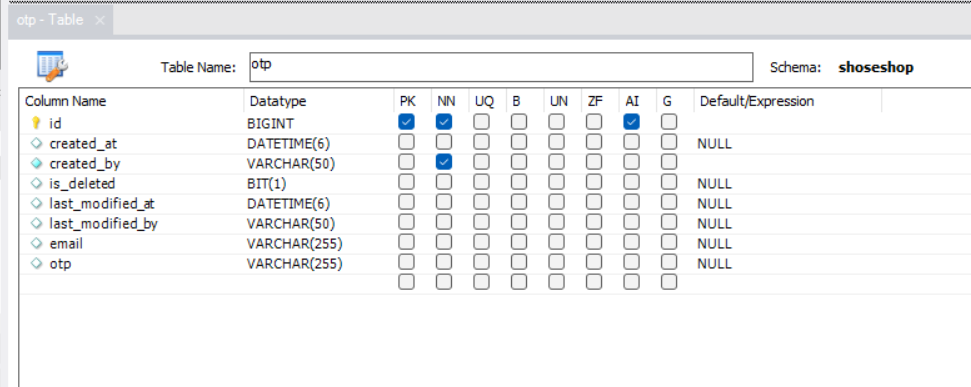 otp - Table ×
Table Name: otp Schema: shoseshop
Column Name Datatype PK NN UQ B UN ZF AI G Default/Expression
id BIGINT
created_at DATETIME(6) NULL
created_by VARCHAR(50)
is_deleted BIT(1) NULL
last_modified_at DATETIME(6) NULL
last_modified_by VARCHAR(50) NULL
email VARCHAR(255) NULL
otp VARCHAR(255) NULL